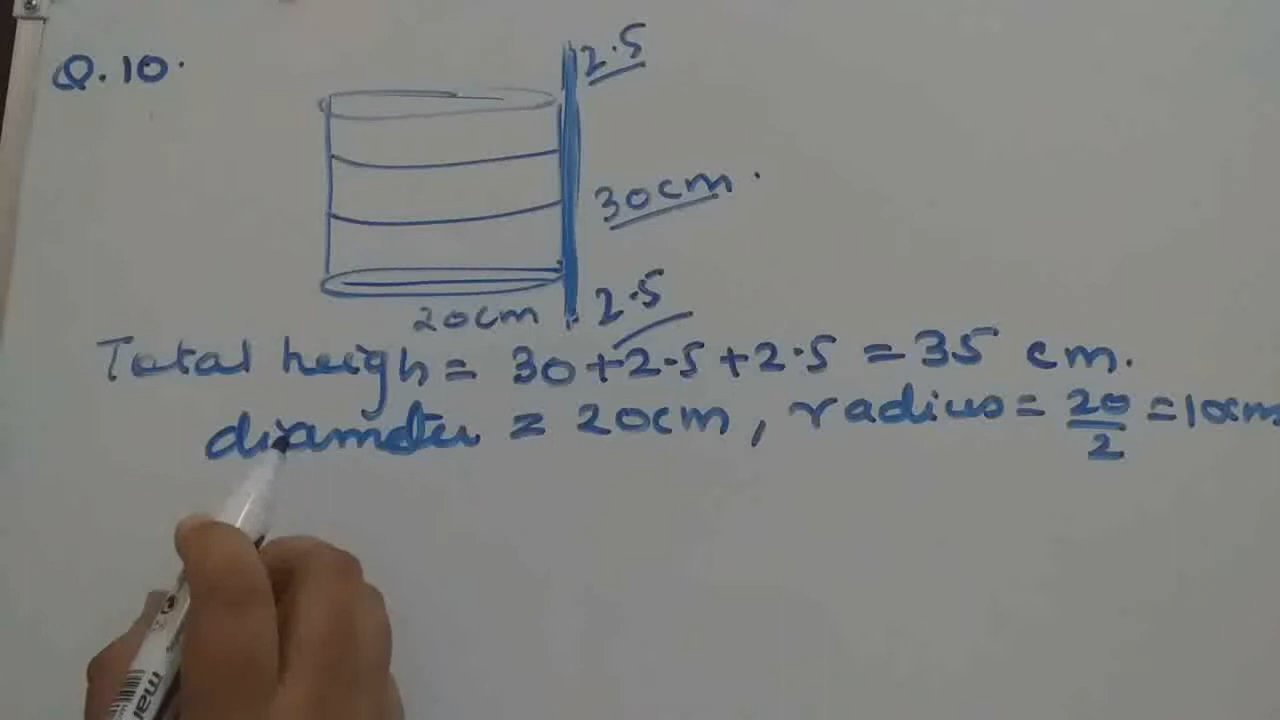 Q.10.
2.5
30cm.
2.5
20cm
Total heigh = 30+2.5+2.5 = 35 cm.
diameter = 20cm, radius = 20/2 = 10cm
mar